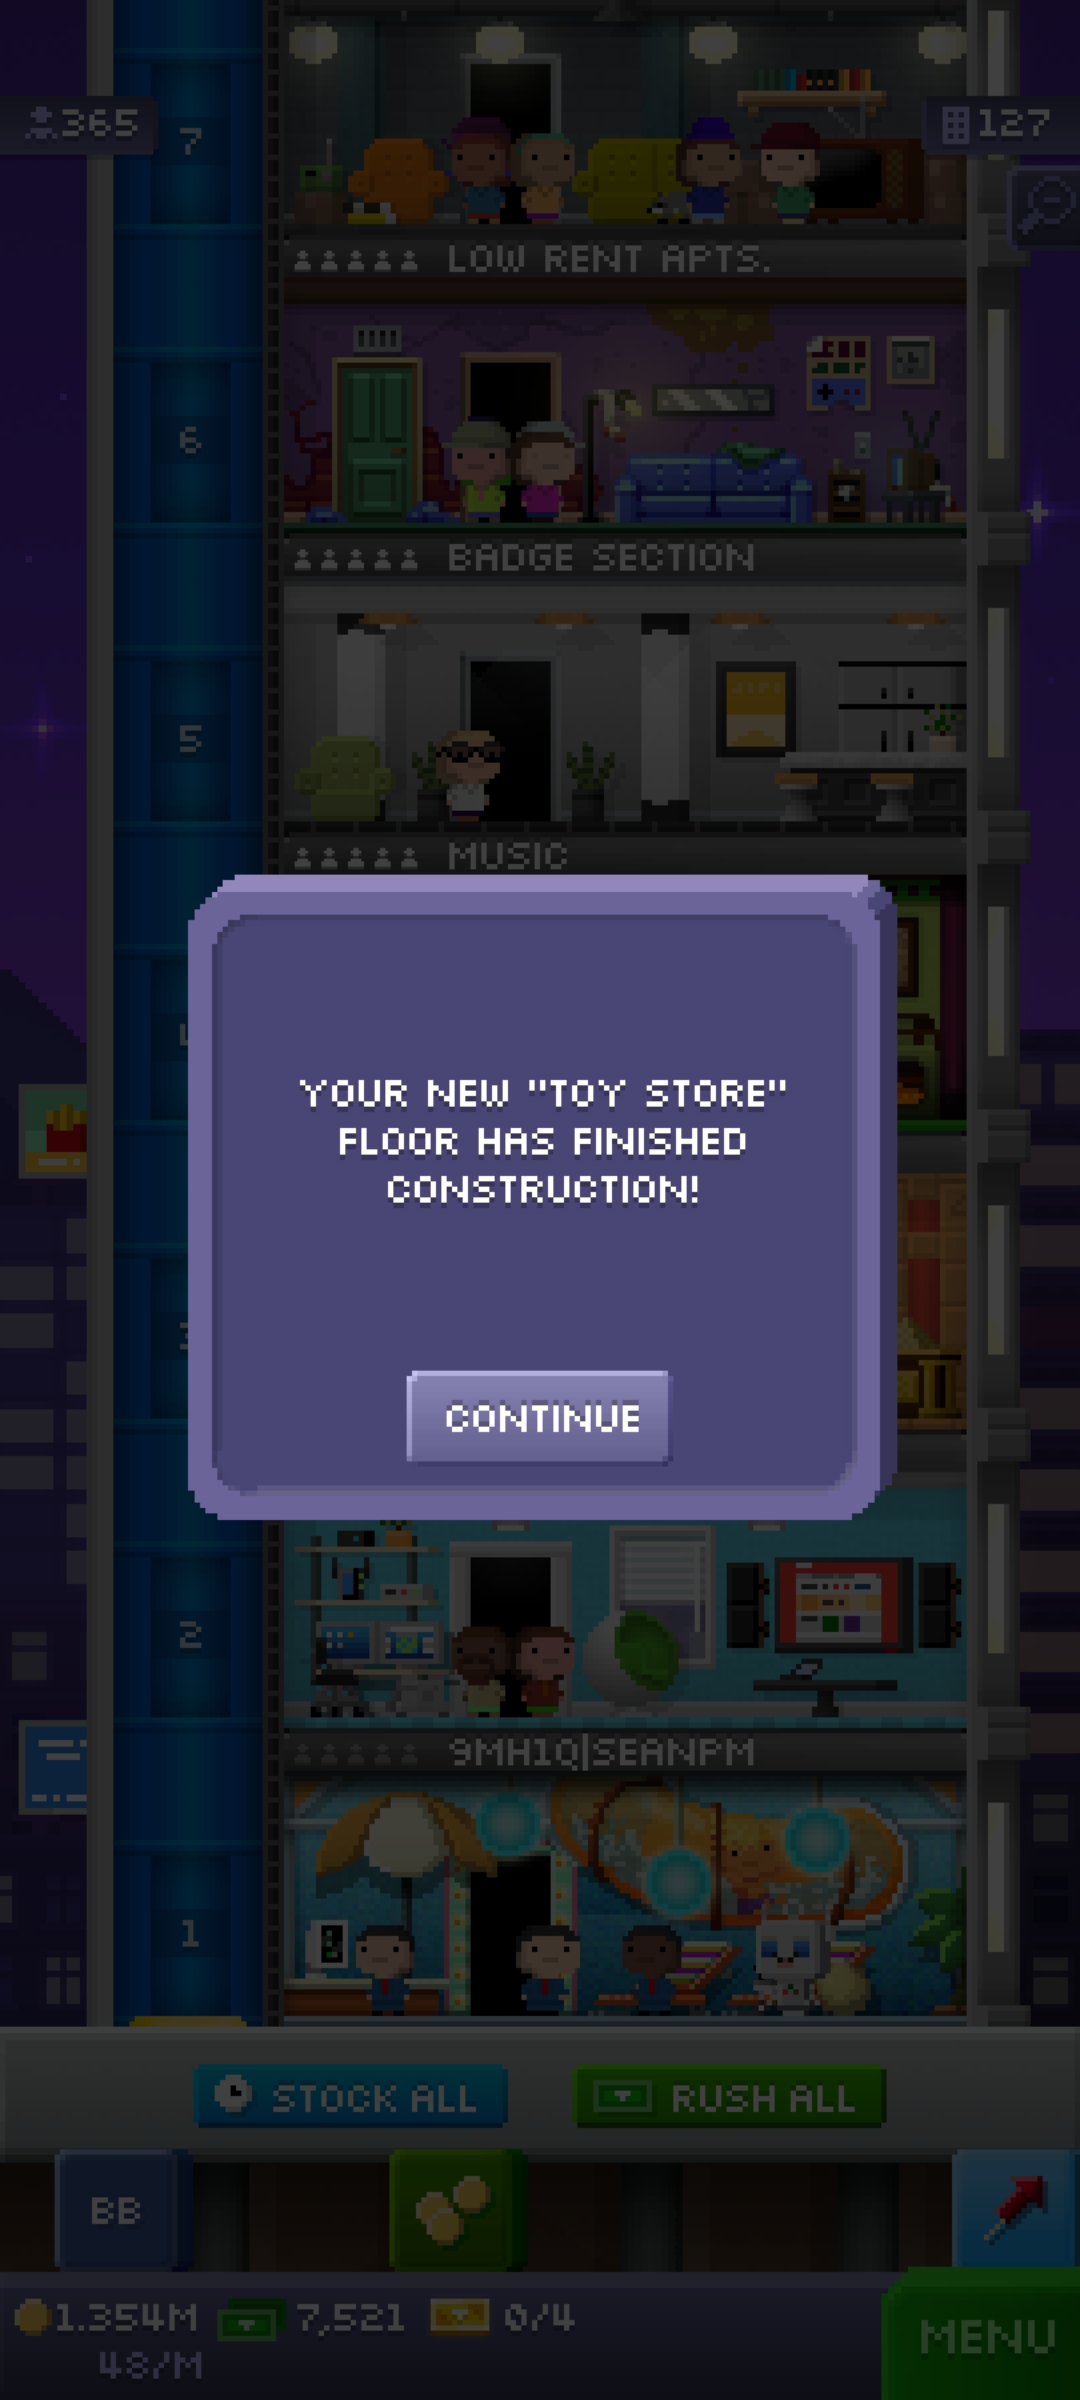 365
7
127
LOW RENT APTS.
6
BADGE SECTION
5
MUSIC
YOUR NEW "TOY STORE"
FLOOR HAS FINISHED
CONSTRUCTION!
CONTINUE
2
9MH1Q|SEANPM
1
STOCK ALL
RUSH ALL
BB
1.354M
7,521
0/4
48/M
MENU